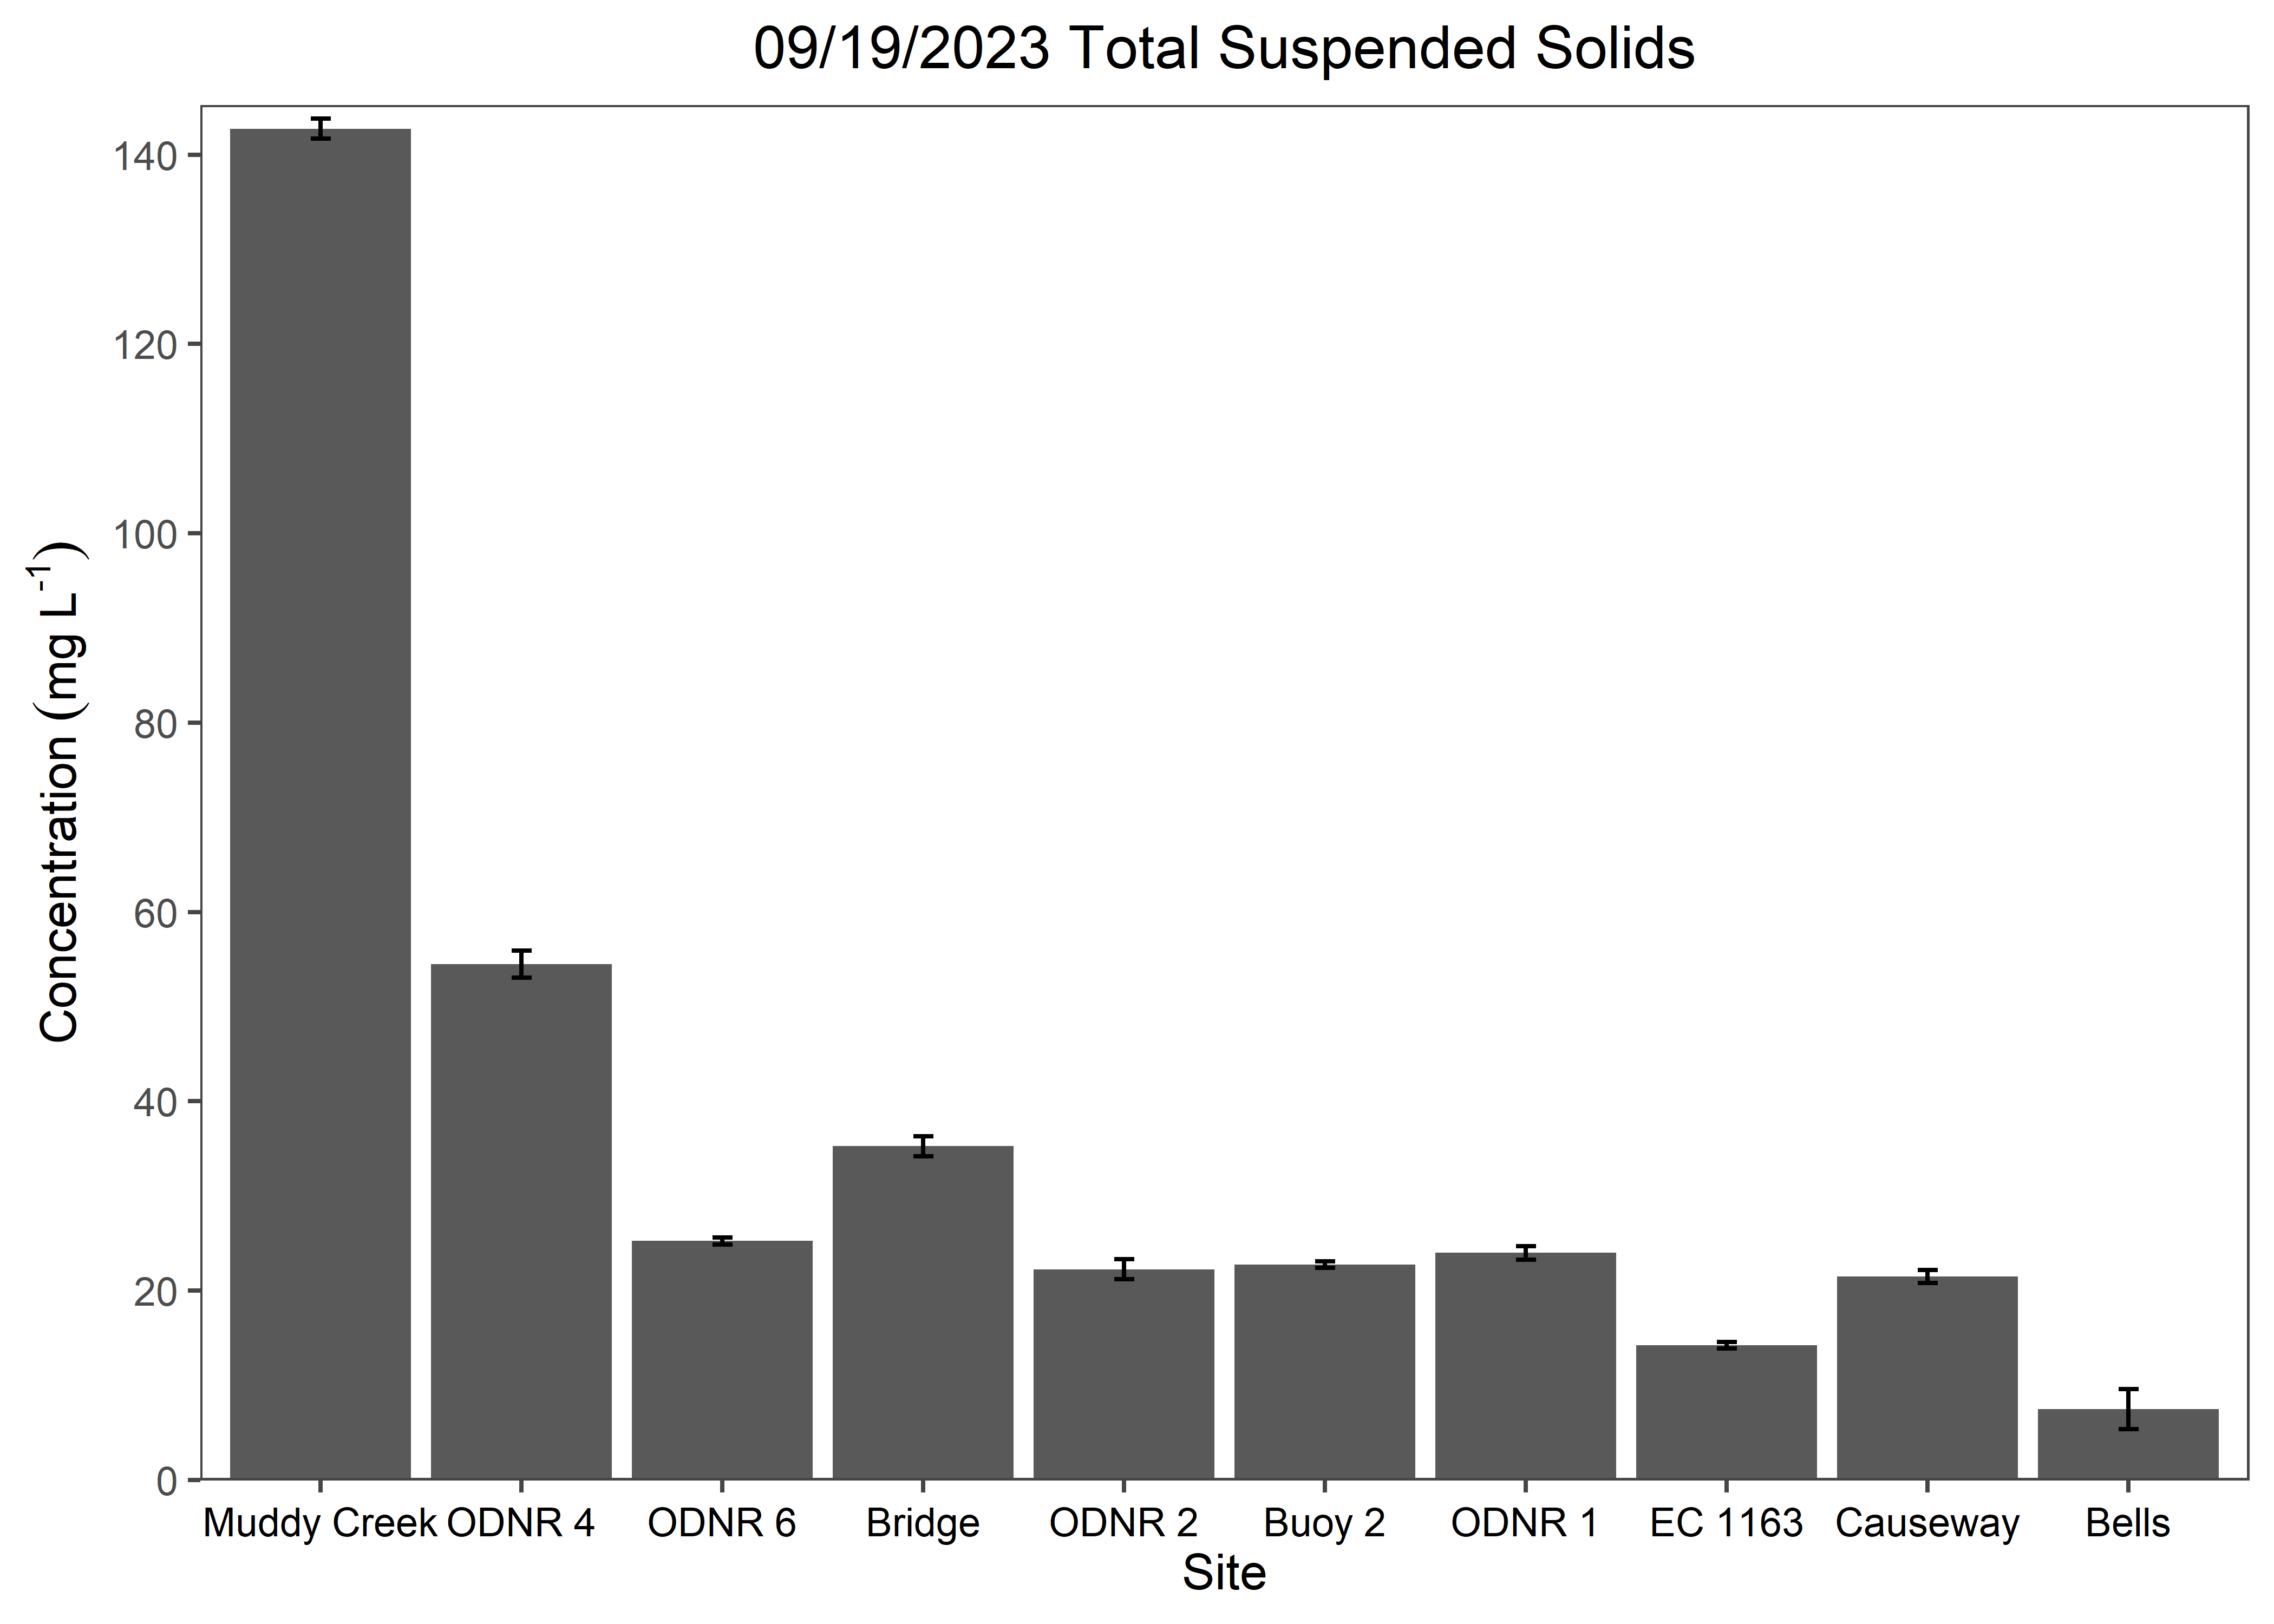 09/19/2023 Total Suspended Solids
Concentration (mg L⁻¹)
140
120
100
80
60
40
20
0
Muddy Creek ODNR 4 ODNR 6 Bridge ODNR 2 Buoy 2 ODNR 1 EC 1163 Causeway Bells
Site